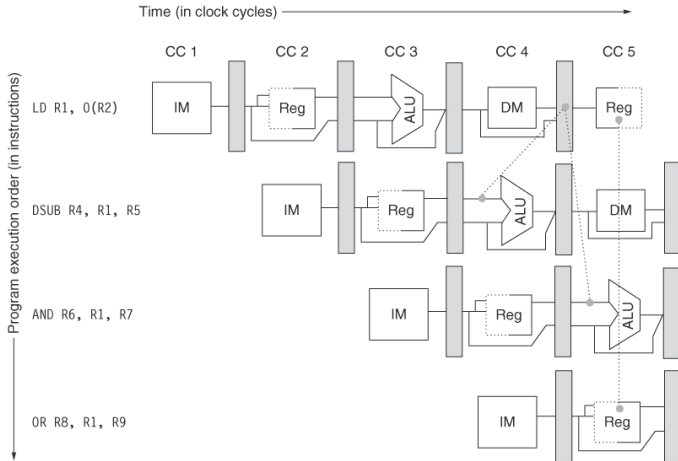 Time (in clock cycles)
CC 1 CC 2 CC 3 CC 4 CC 5
Program execution order (in instructions)
LD R1, 0(R2) IM Reg ALU DM Reg
DSUB R4, R1, R5 IM Reg ALU DM
AND R6, R1, R7 IM Reg ALU
OR R8, R1, R9 IM Reg